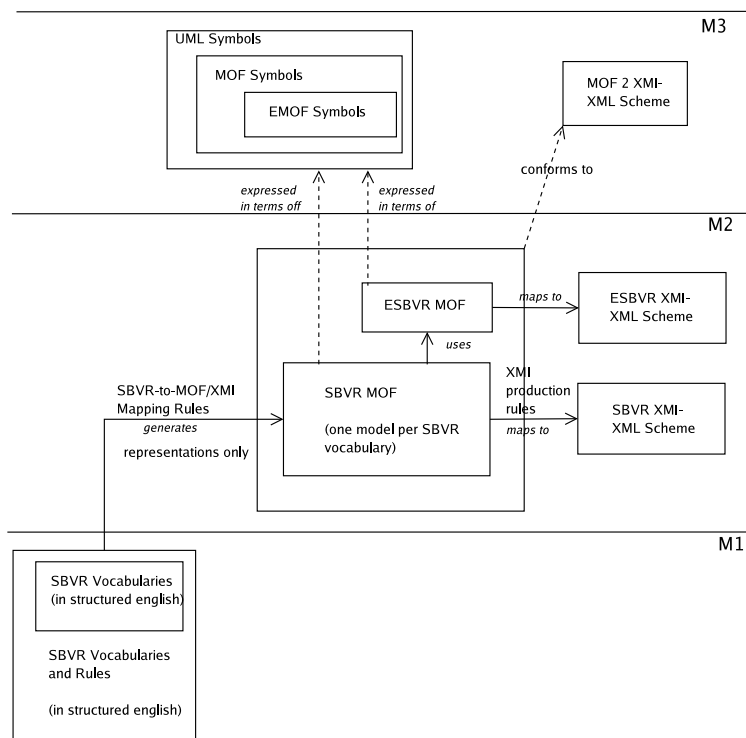 M3
UML Symbols
MOF Symbols
EMOF Symbols
MOF 2 XMI-
XML Scheme
expressed
in terms off
expressed
in terms of
conforms to
M2
ESBVR MOF
maps to
ESBVR XMI-
XML Scheme
uses
SBVR-to-MOF/XMI
Mapping Rules
generates
representations only
SBVR MOF
(one model per SBVR
vocabulary)
XMI
production
rules
maps to
SBVR XMI-
XML Scheme
M1
SBVR Vocabularies
(in structured english)
SBVR Vocabularies
and Rules
(in structured english)